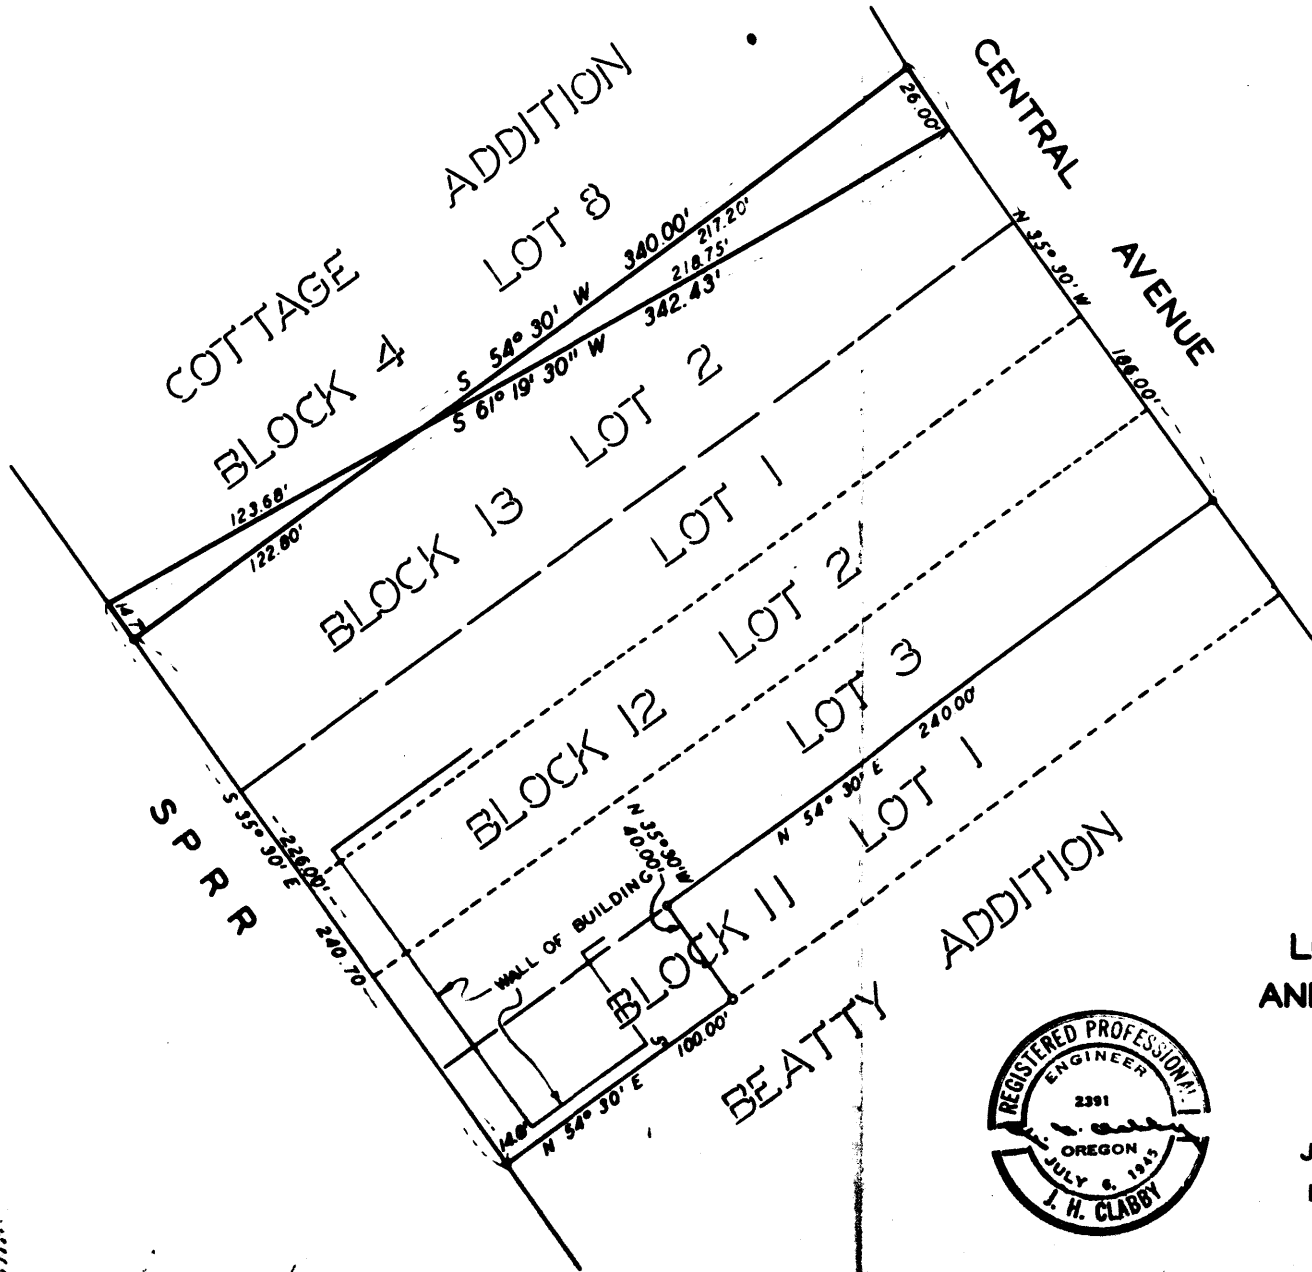 CENTRAL AVENUE
COTTAGE ADDITION
BLOCK 4 LOT 8
26.00'
S 54° 30' W 340.00'
217.20'
218.75'
S 61° 19' 30" W 342.43'
123.68'
122.80'
14.7
N 35° 30' W
186.00'
BLOCK 13 LOT 2
LOT 1
BLOCK 12 LOT 2
LOT 3
S P R R
S 35° 30' E
226.00'
240.70
N 35° 30' W
40.00'
WALL OF BUILDING
N 54° 30' E 240.00'
BLOCK 11 LOT 1
S
14.8'
N 54° 30' E 100.00'
BEATTY ADDITION
REGISTERED PROFESSIONAL
ENGINEER
2391
OREGON
JULY 6, 1945
J. H. CLABBY